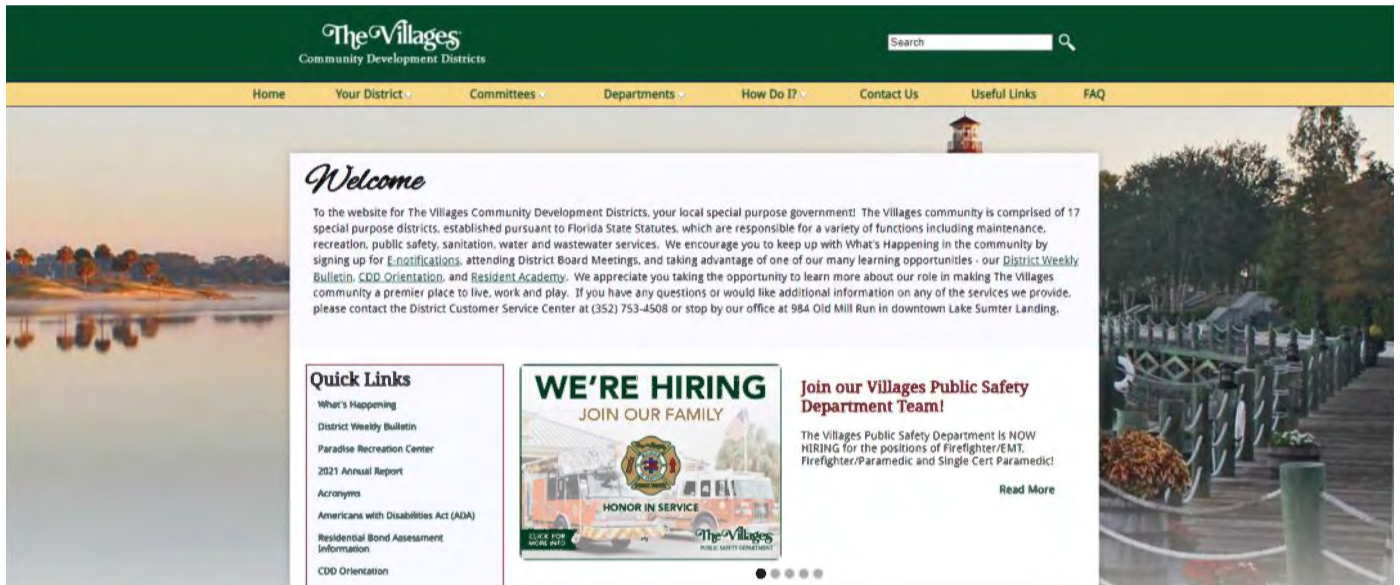 The Villages
Community Development Districts
Search
Home Your District Committees Departments How Do I? Contact Us Useful Links FAQ
Welcome
To the website for The Villages Community Development Districts, your local special purpose government! The Villages community is comprised of 17
special purpose districts, established pursuant to Florida State Statutes, which are responsible for a variety of functions including maintenance,
recreation, public safety, sanitation, water and wastewater services. We encourage you to keep up with What's Happening in the community by
signing up for E-notifications, attending District Board Meetings, and taking advantage of one of our many learning opportunities - our District Weekly
Bulletin, CDD Orientation, and Resident Academy. We appreciate you taking the opportunity to learn more about our role in making The Villages
community a premier place to live, work and play. If you have any questions or would like additional information on any of the services we provide,
please contact the District Customer Service Center at (352) 753-4508 or stop by our office at 984 Old Mill Run in downtown Lake Sumter Landing.
Quick Links
What's Happening
District Weekly Bulletin
Paradise Recreation Center
2021 Annual Report
Acronyms
Americans with Disabilities Act (ADA)
Residential Bond Assessment
Information
CDD Orientation
WE'RE HIRING
JOIN OUR FAMILY
HONOR IN SERVICE
CLICK FOR
MORE INFO
The Villages
PUBLIC SAFETY DEPARTMENT
Join our Villages Public Safety
Department Team!
The Villages Public Safety Department is NOW
HIRING for the positions of Firefighter/EMT,
Firefighter/Paramedic and Single Cert Paramedic!
Read More